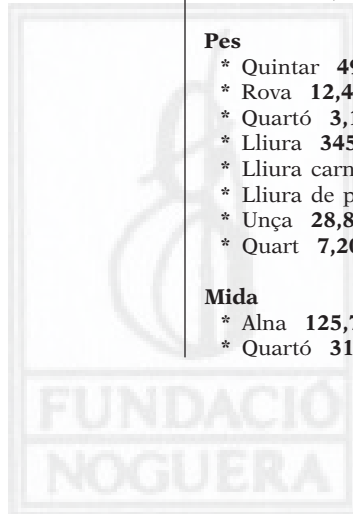 Pes
* Quintar 49
* Rova 12,4
* Quartó 3,1
* Lliura 345
* Lliura carn
* Lliura de p
* Unça 28,8
* Quart 7,20
Mida
* Alna 125,7
* Quartó 31
FUNDACIÓ
NOGUERA